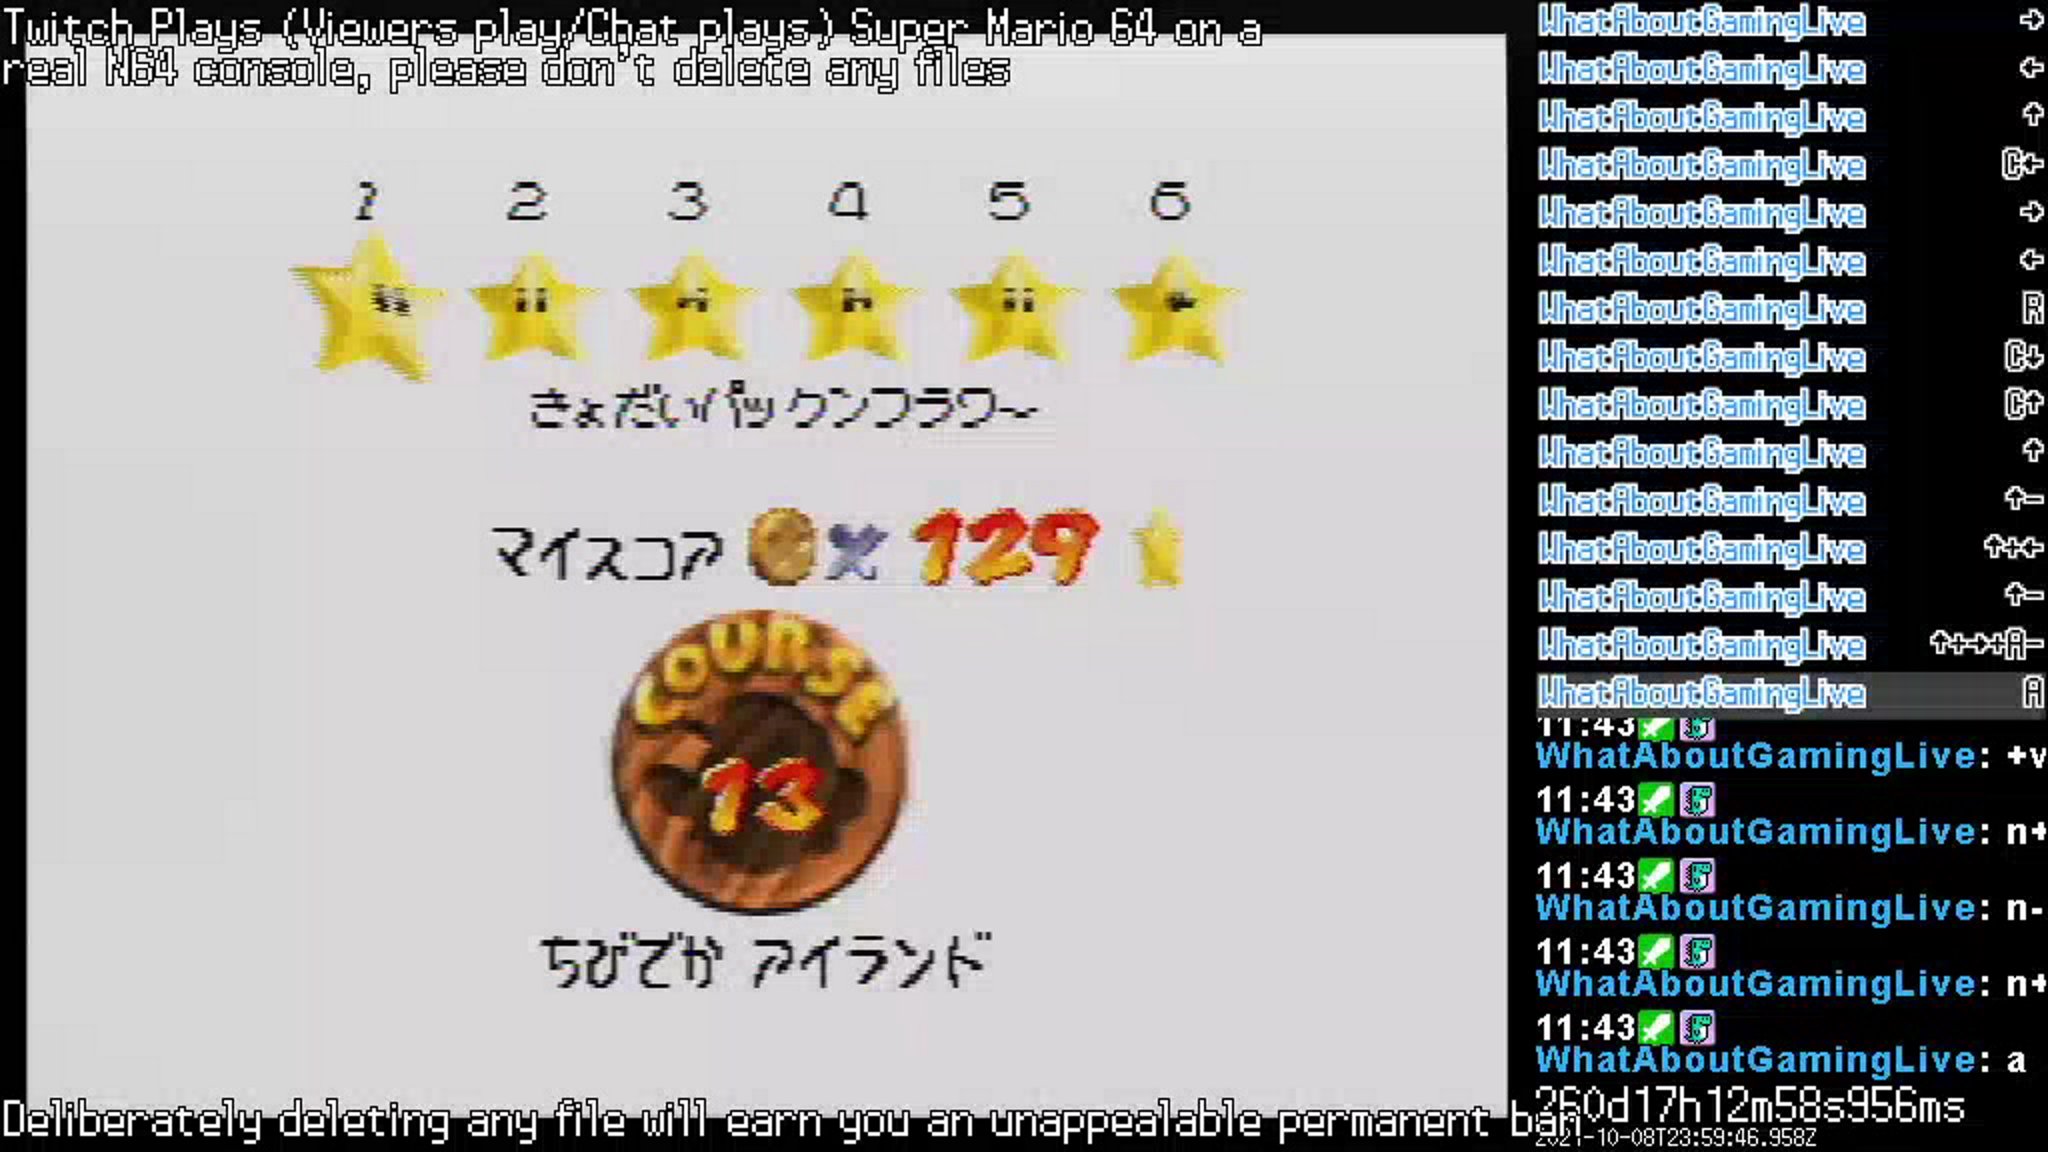 Twitch Plays (Viewers play/Chat plays) Super Mario 64 on a
real N64 console, please don't delete any files
1 2 3 4 5 6
きょだいパックンフラワ～
マイスコア × 129
COURSE
13
ちびでか アイランド
Deliberately deleting any file will earn you an unappealable permanent ban
WhatAboutGamingLive →
WhatAboutGamingLive ←
WhatAboutGamingLive ↑
WhatAboutGamingLive C←
WhatAboutGamingLive →
WhatAboutGamingLive ←
WhatAboutGamingLive R
WhatAboutGamingLive C↓
WhatAboutGamingLive C↑
WhatAboutGamingLive ↑
WhatAboutGamingLive ↑-
WhatAboutGamingLive ↑+←
WhatAboutGamingLive ↑-
WhatAboutGamingLive ↑+→+A-
WhatAboutGamingLive A
11:43
WhatAboutGamingLive: +v
11:43
WhatAboutGamingLive: n+
11:43
WhatAboutGamingLive: n-
11:43
WhatAboutGamingLive: n+
11:43
WhatAboutGamingLive: a
260d17h12m58s956ms
2021-10-08T23:59:46.958Z